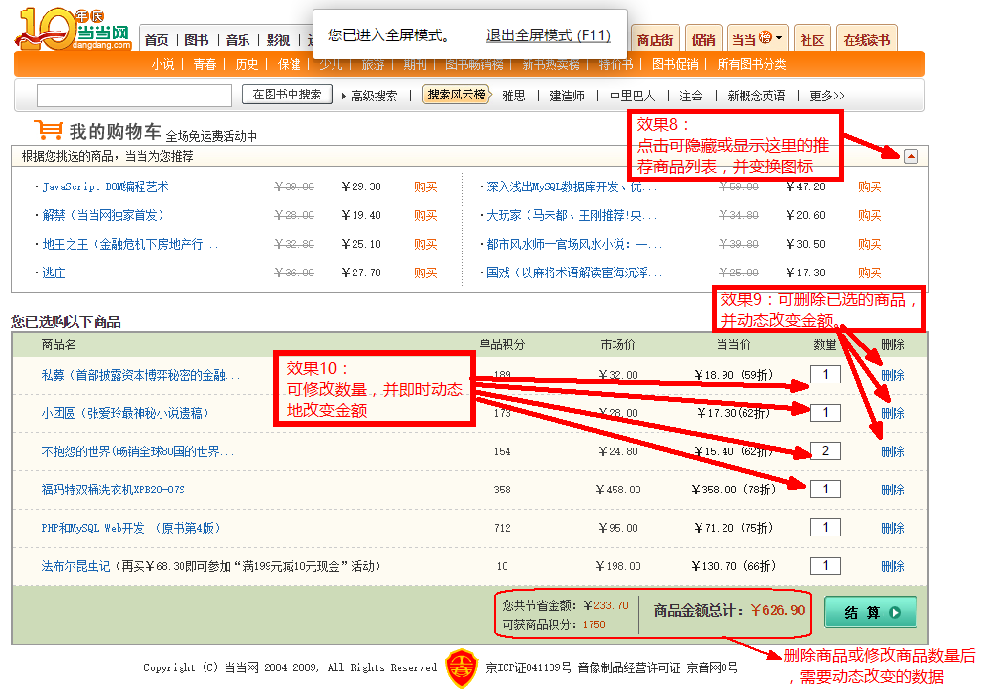 10年庆
当当网
dangdang.com
首页 | 图书 | 音乐 | 影视 |
您已进入全屏模式。 退出全屏模式 (F11)
商店街 促销 当当榜 社区 在线读书
小说 | 青春 | 历史 | 保健 | 少儿 | 旅游 | 期刊 | 图书畅销榜 | 新书热卖榜 | 特价书 | 图书促销 | 所有图书分类
在图书中搜索 高级搜索 | 搜索风云榜 雅思 | 建造师 | 口里巴人 | 注会 | 新概念英语 | 更多>>
我的购物车 全场免运费活动中
效果8：
点击可隐藏或显示这里的推
荐商品列表，并变换图标
根据您挑选的商品，当当为您推荐
·JavaScript DOM编程艺术 ￥39.00 ￥29.30 购买
·深入浅出MySQL数据库开发、优... ￥59.00 ￥47.20 购买
·解禁（当当网独家首发） ￥28.00 ￥19.40 购买
·大玩家（马未都、王刚推荐!央... ￥34.80 ￥20.60 购买
·地王之王（金融危机下房地产行 .. ￥32.80 ￥25.10 购买
·都市风水师—官场风水小说：—... ￥39.80 ￥30.50 购买
·逃庄 ￥36.00 ￥27.70 购买
·国戏（以麻将术语解读宦海沉浮... ￥25.00 ￥17.30 购买
效果9：可删除已选的商品，
并动态改变金额。
您已选购以下商品
商品名 单品积分 市场价 当当价 数量 删除
效果10：
可修改数量，并即时动态
地改变金额
私募（首部披露资本博弈秘密的金融... 189 ￥32.00 ￥18.90 (59折) 1 删除
小团圆（张爱玲最神秘小说遗稿） 173 ￥28.00 ￥17.30(62折) 1 删除
不抱怨的世界(畅销全球80国的世界... 154 ￥24.80 ￥15.40 (62折) 2 删除
福玛特双桶洗衣机XPB20-07S 358 ￥458.00 ￥358.00 (78折) 1 删除
PHP和MySQL Web开发 （原书第4版） 712 ￥95.00 ￥71.20 (75折) 1 删除
法布尔昆虫记（再买￥68.30即可参加“满199元减10元现金”活动） 10 ￥198.00 ￥130.70 (66折) 1 删除
您共节省金额：￥233.70
可获商品积分：1750
商品金额总计：￥626.90
结 算
删除商品或修改商品数量后
，需要动态改变的数据
Copyright (C) 当当网 2004-2009, All Rights Reserved 京ICP证041189号 音像制品经营许可证 京音网8号